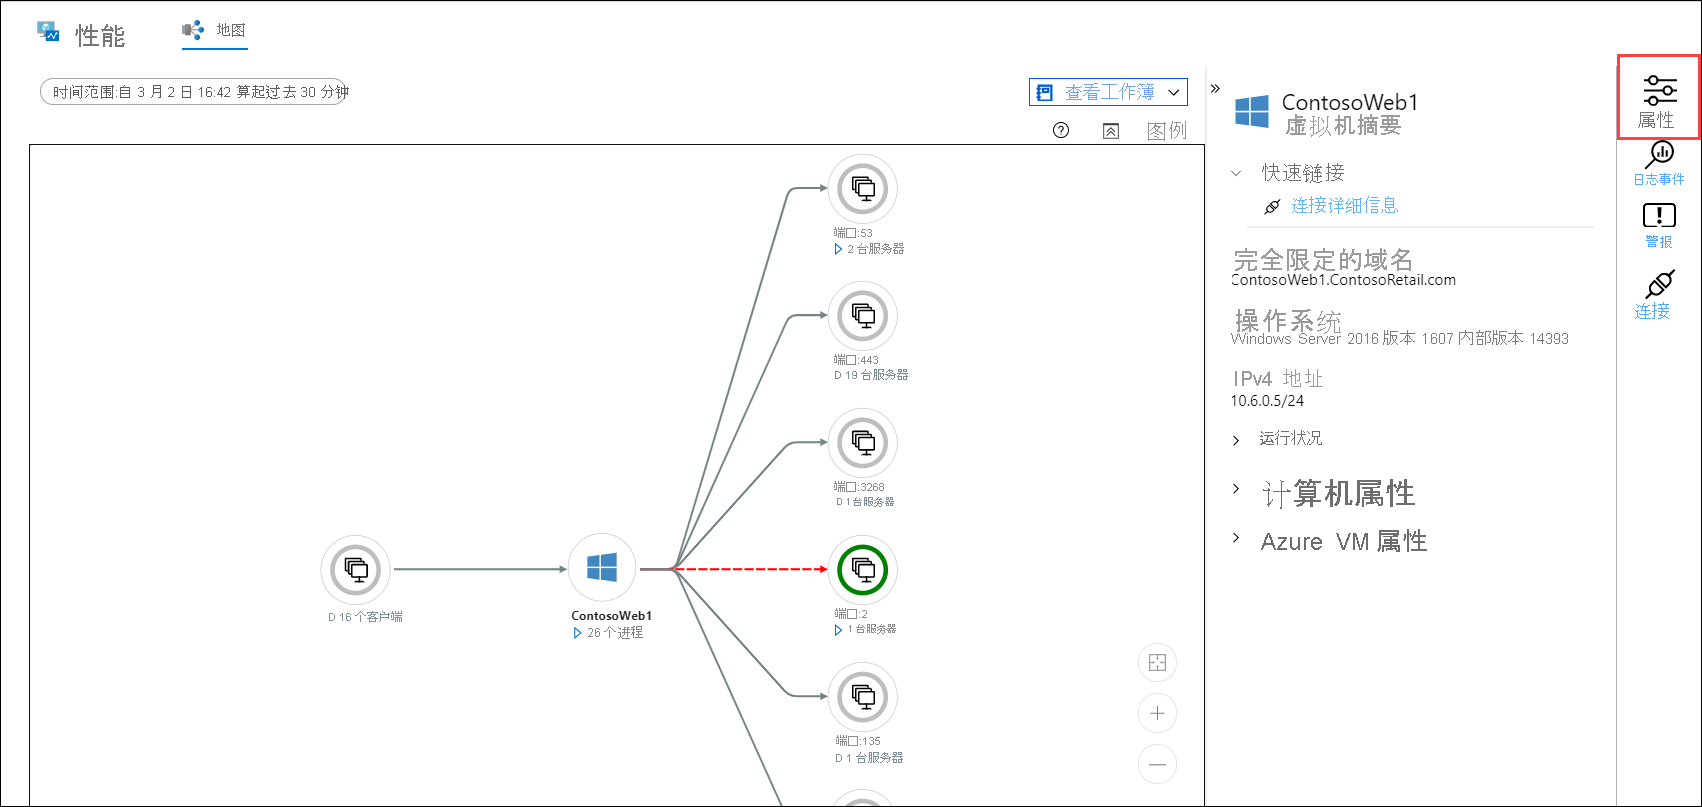 性能
地图
时间范围:自 3 月 2 日 16:42 算起过去 30 分钟
查看工作簿
图例
端口:53
2 台服务器
端口:443
D 19 台服务器
端口:3268
D 1台服务器
D 16 个客户端
ContosoWeb1
26 个进程
端口:2
1 台服务器
端口:135
D 1 台服务器
ContosoWeb1
虚拟机摘要
快速链接
连接详细信息
完全限定的域名
ContosoWeb1.ContosoRetail.com
操作系统
Windows Server 2016 版本 1607 内部版本 14393
IPv4 地址
10.6.0.5/24
运行状况
计算机属性
Azure VM 属性
属性
日志事件
警报
连接